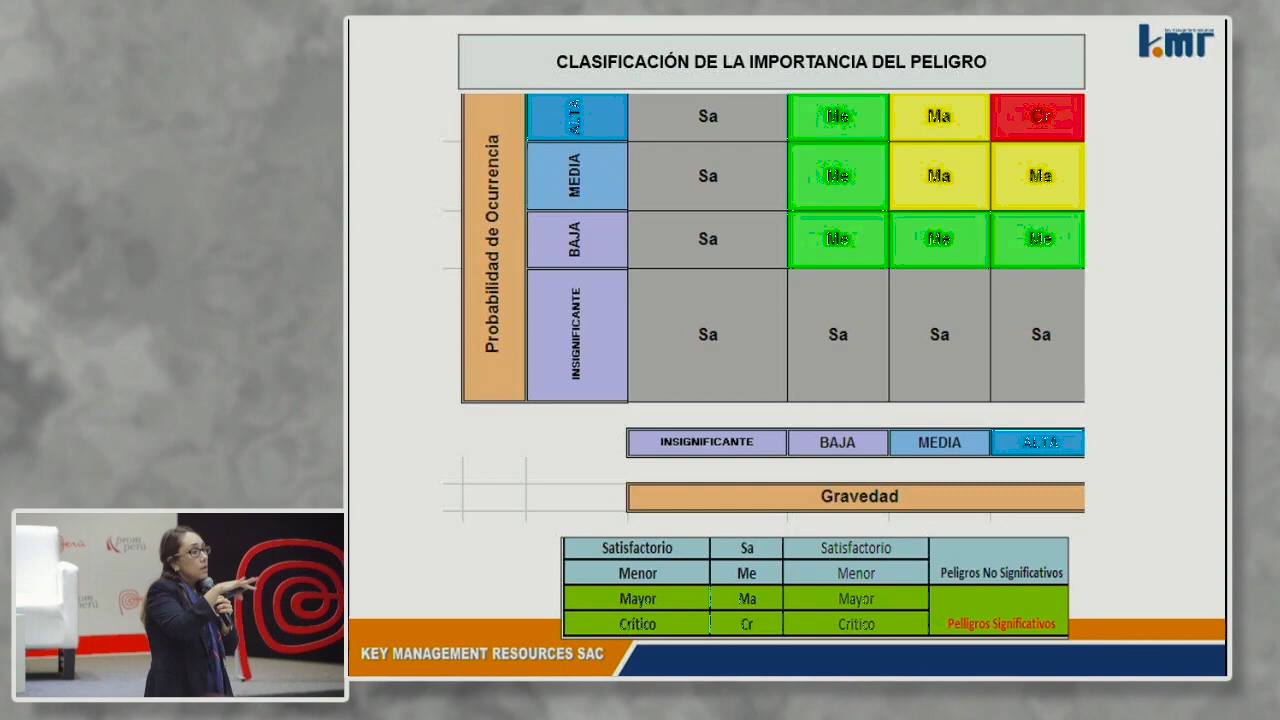 kmr
CLASIFICACIÓN DE LA IMPORTANCIA DEL PELIGRO
Probabilidad de Ocurrencia
ALTA Sa Me Ma Cr
MEDIA Sa Me Ma Ma
BAJA Sa Me Me Me
INSIGNIFICANTE Sa Sa Sa Sa
INSIGNIFICANTE BAJA MEDIA ALTA
Gravedad
Satisfactorio Sa Satisfactorio
Menor Me Menor
Peligros No Significativos
Mayor Ma Mayor
Crítico Cr Crítico
Pelligros Significativos
KEY MANAGEMENT RESOURCES SAC
prom
perú